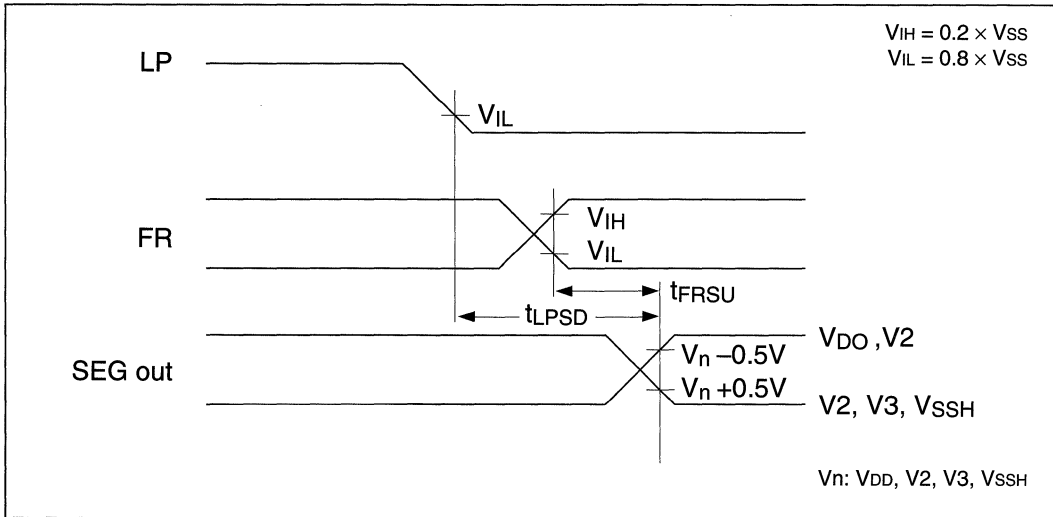 VIH = 0.2 × VSS
VIL = 0.8 × VSS
LP
VIL
FR
VIH
VIL
tFRSU
tLPSD
SEG out
VDO ,V2
Vn –0.5V
Vn +0.5V
V2, V3, VSSH
Vn: VDD, V2, V3, VSSH